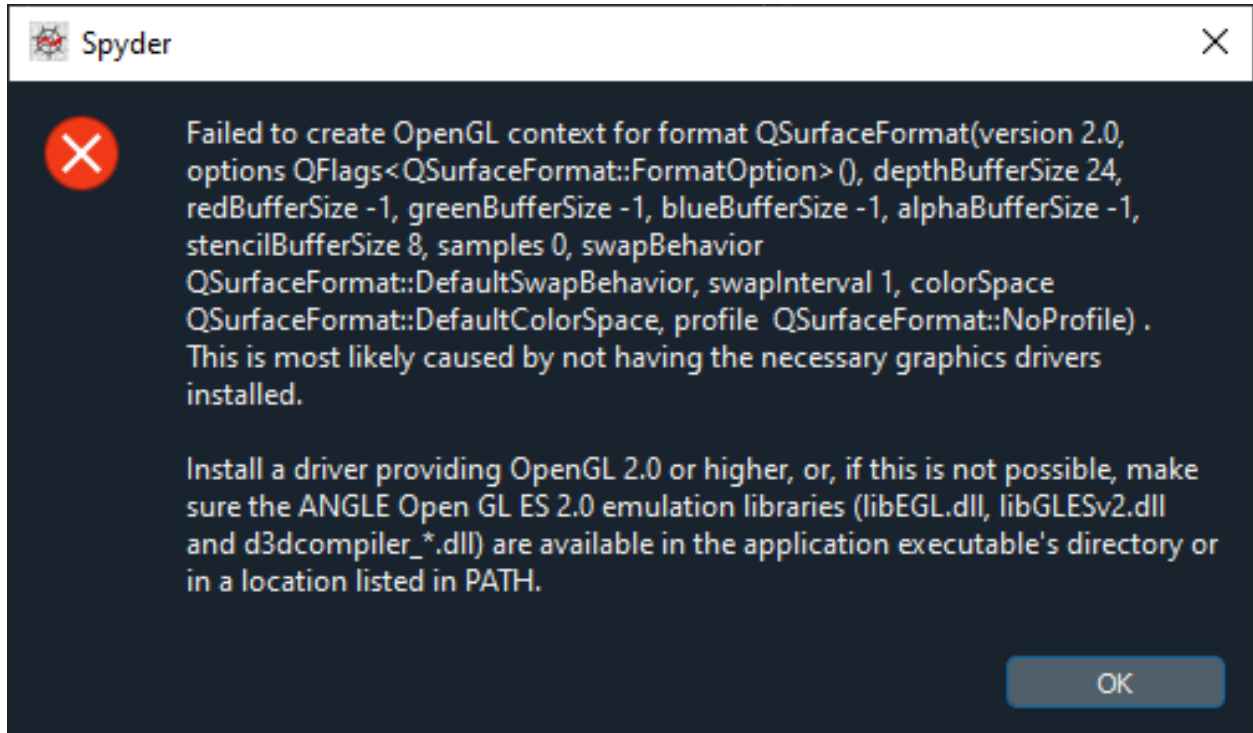 Spyder
Failed to create OpenGL context for format QSurfaceFormat(version 2.0,
options QFlags<QSurfaceFormat::FormatOption>(), depthBufferSize 24,
redBufferSize -1, greenBufferSize -1, blueBufferSize -1, alphaBufferSize -1,
stencilBufferSize 8, samples 0, swapBehavior
QSurfaceFormat::DefaultSwapBehavior, swapInterval 1, colorSpace
QSurfaceFormat::DefaultColorSpace, profile  QSurfaceFormat::NoProfile) .
This is most likely caused by not having the necessary graphics drivers
installed.
Install a driver providing OpenGL 2.0 or higher, or, if this is not possible, make
sure the ANGLE Open GL ES 2.0 emulation libraries (libEGL.dll, libGLESv2.dll
and d3dcompiler_*.dll) are available in the application executable's directory or
in a location listed in PATH.
OK